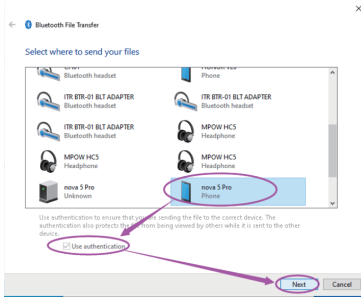 Bluetooth File Transfer
Select where to send your files
Bluetooth headset
Phone
ITR BTR-01 BLT ADAPTER
Bluetooth headset
ITR BTR-01 BLT ADAPTER
Bluetooth headset
ITR BTR-01 BLT ADAPTER
Bluetooth headset
MPOW HC5
Headphone
MPOW HC5
Headphone
MPOW HC5
Headphone
nova 5 Pro
Unknown
nova 5 Pro
Phone
Use authentication to ensure that you are sending the file to the correct device. The
authentication also protects the file from being viewed by others while it is sent to the other
device.
Use authentication
Next
Cancel